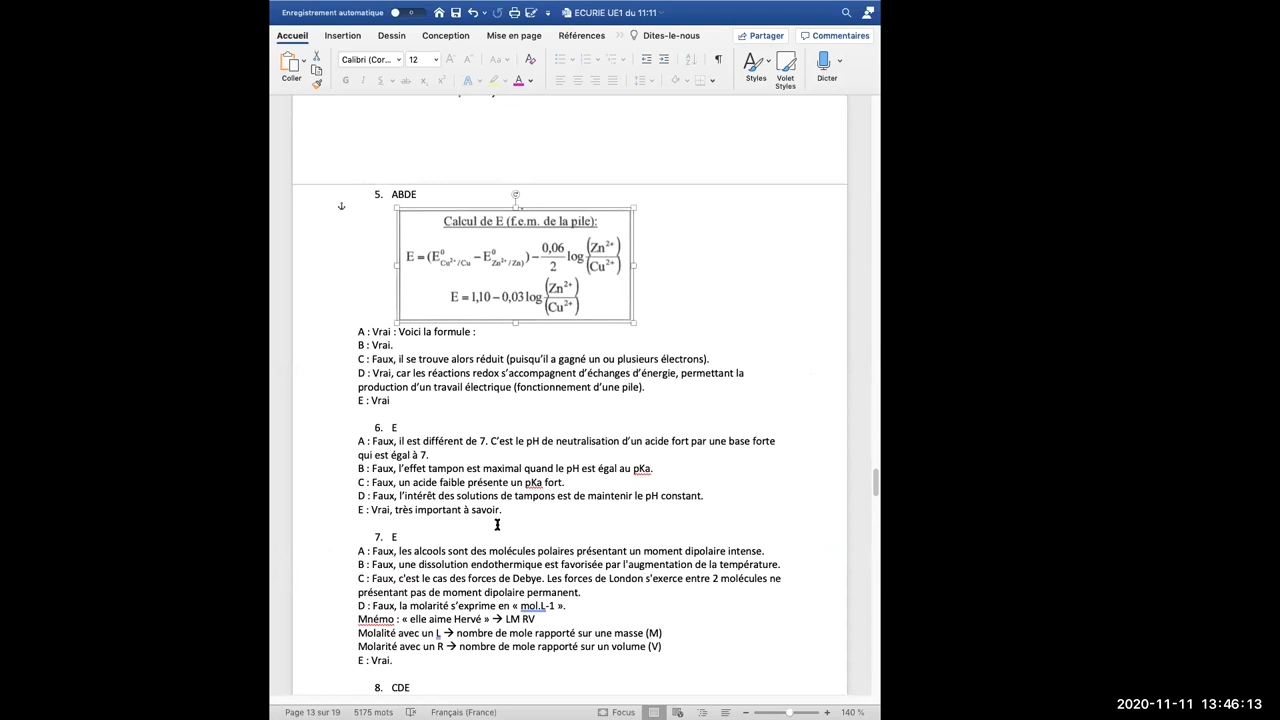 Enregistrement automatique
ECURIE UE1 du 11:11
Accueil Insertion Dessin Conception Mise en page Références >> Dites-le-nous Partager Commentaires
Coller
Calibri (Cor... 12
G I S ab x₂ x² A A
Styles
Volet Styles
Dicter
5. ABDE
Calcul de E (f.e.m. de la pile):
E = (E⁰ Cu²⁺/Cu − E⁰ Zn²⁺/Zn) − 0,06/2 log (Zn²⁺)/(Cu²⁺)
E = 1,10 − 0,03 log (Zn²⁺)/(Cu²⁺)
A : Vrai : Voici la formule :
B : Vrai.
C : Faux, il se trouve alors réduit (puisqu'il a gagné un ou plusieurs électrons).
D : Vrai, car les réactions redox s'accompagnent d'échanges d'énergie, permettant la
production d'un travail électrique (fonctionnement d'une pile).
E : Vrai
6. E
A : Faux, il est différent de 7. C'est le pH de neutralisation d'un acide fort par une base forte
qui est égal à 7.
B : Faux, l'effet tampon est maximal quand le pH est égal au pKa.
C : Faux, un acide faible présente un pKa fort.
D : Faux, l'intérêt des solutions de tampons est de maintenir le pH constant.
E : Vrai, très important à savoir.
7. E
A : Faux, les alcools sont des molécules polaires présentant un moment dipolaire intense.
B : Faux, une dissolution endothermique est favorisée par l'augmentation de la température.
C : Faux, c'est le cas des forces de Debye. Les forces de London s'exerce entre 2 molécules ne
présentant pas de moment dipolaire permanent.
D : Faux, la molarité s'exprime en « mol.L-1 ».
Mnémo : « elle aime Hervé » → LM RV
Molalité avec un L → nombre de mole rapporté sur une masse (M)
Molarité avec un R → nombre de mole rapporté sur un volume (V)
E : Vrai.
8. CDE
Page 13 sur 19 5175 mots Français (France) Focus 140 %
2020-11-11 13:46:13